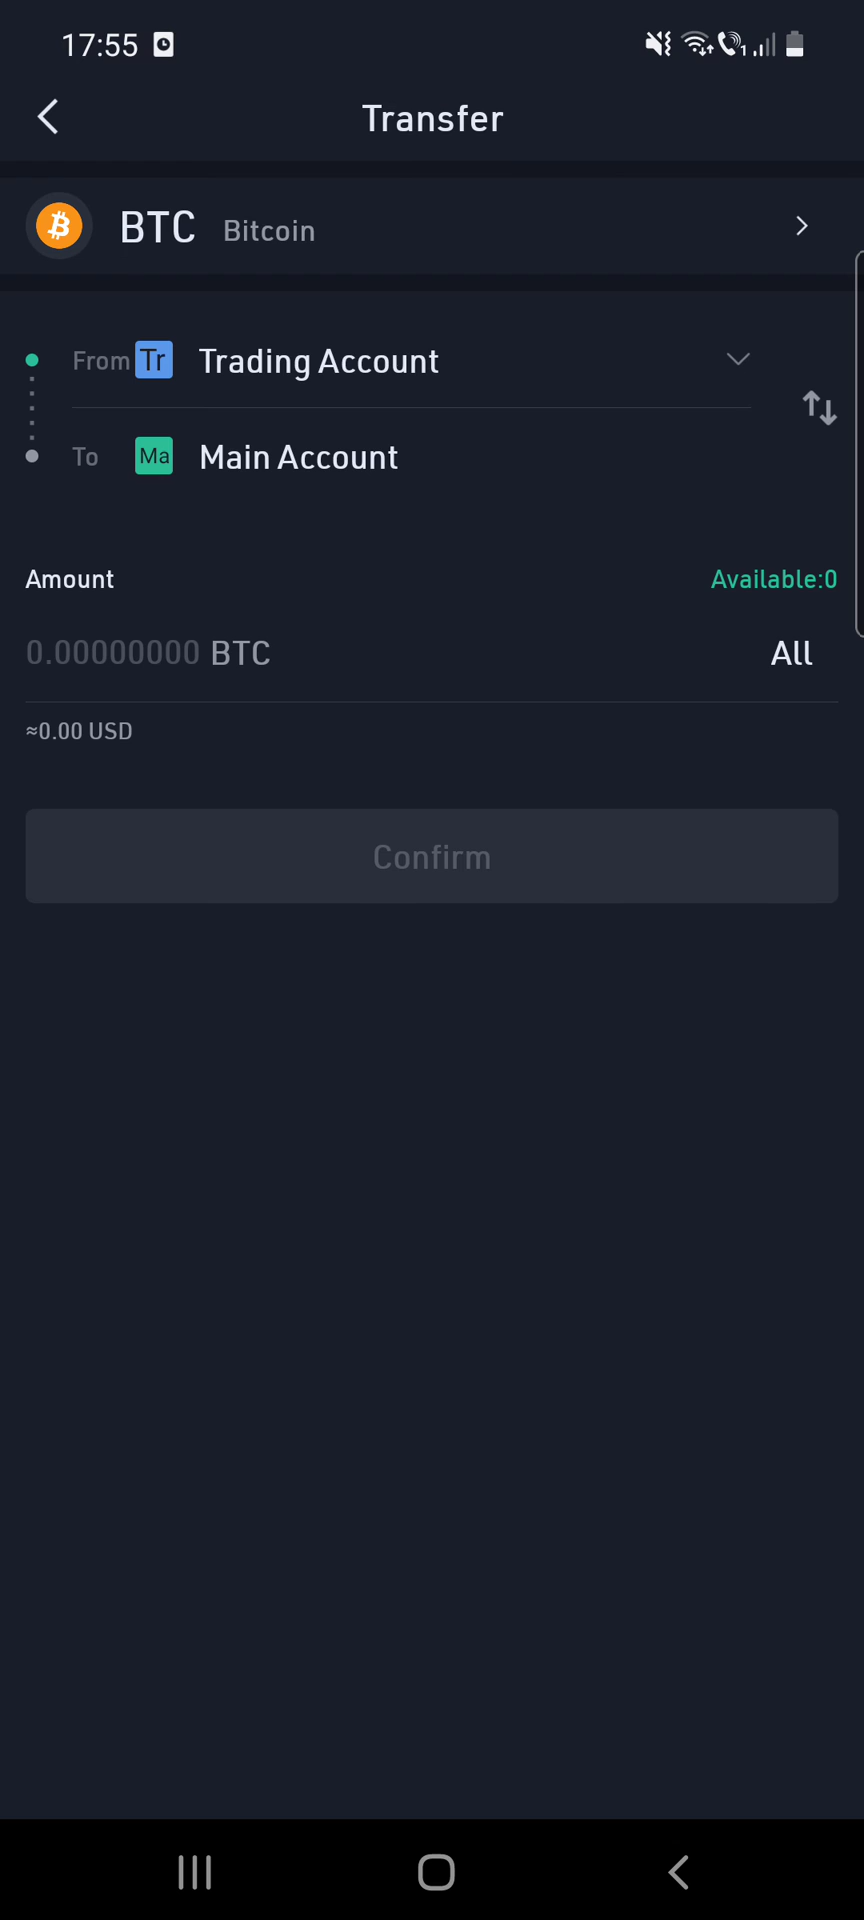 17:55
Transfer
BTC Bitcoin
From Tr Trading Account
To Ma Main Account
Amount Available:0
0.00000000 BTC All
≈0.00 USD
Confirm